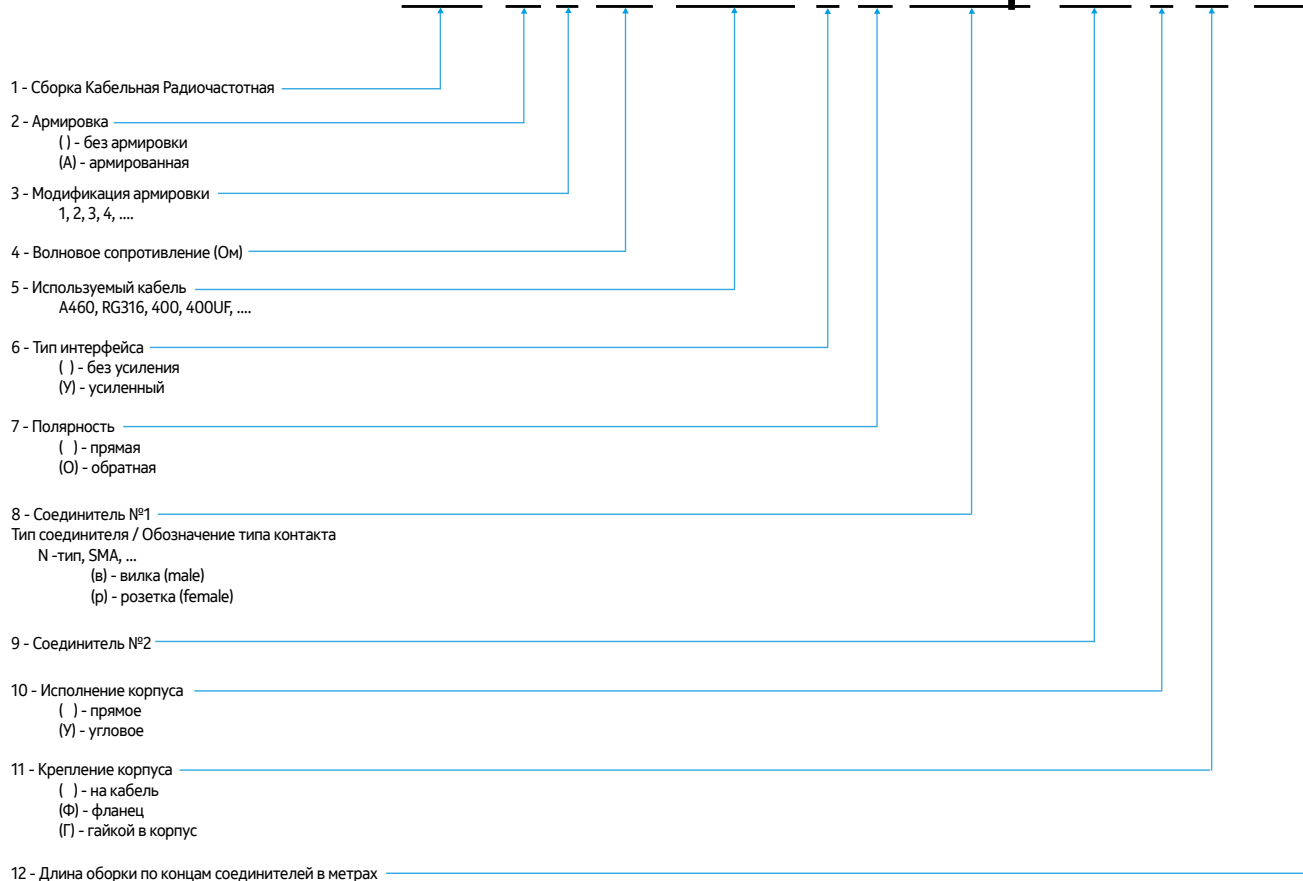 1 - Сборка Кабельная Радиочастотная
2 - Армировка
( ) - без армировки
(А) - армированная
3 - Модификация армировки
1, 2, 3, 4, ....
4 - Волновое сопротивление (Ом)
5 - Используемый кабель
A460, RG316, 400, 400UF, ....
6 - Тип интерфейса
( ) - без усиления
(У) - усиленный
7 - Полярность
( ) - прямая
(О) - обратная
8 - Соединитель №1
Тип соединителя / Обозначение типа контакта
N -тип, SMA, ...
(в) - вилка (male)
(р) - розетка (female)
9 - Соединитель №2
10 - Исполнение корпуса
( ) - прямое
(У) - угловое
11 - Крепление корпуса
( ) - на кабель
(Ф) - фланец
(Г) - гайкой в корпус
12 - Длина оборки по концам соединителей в метрах